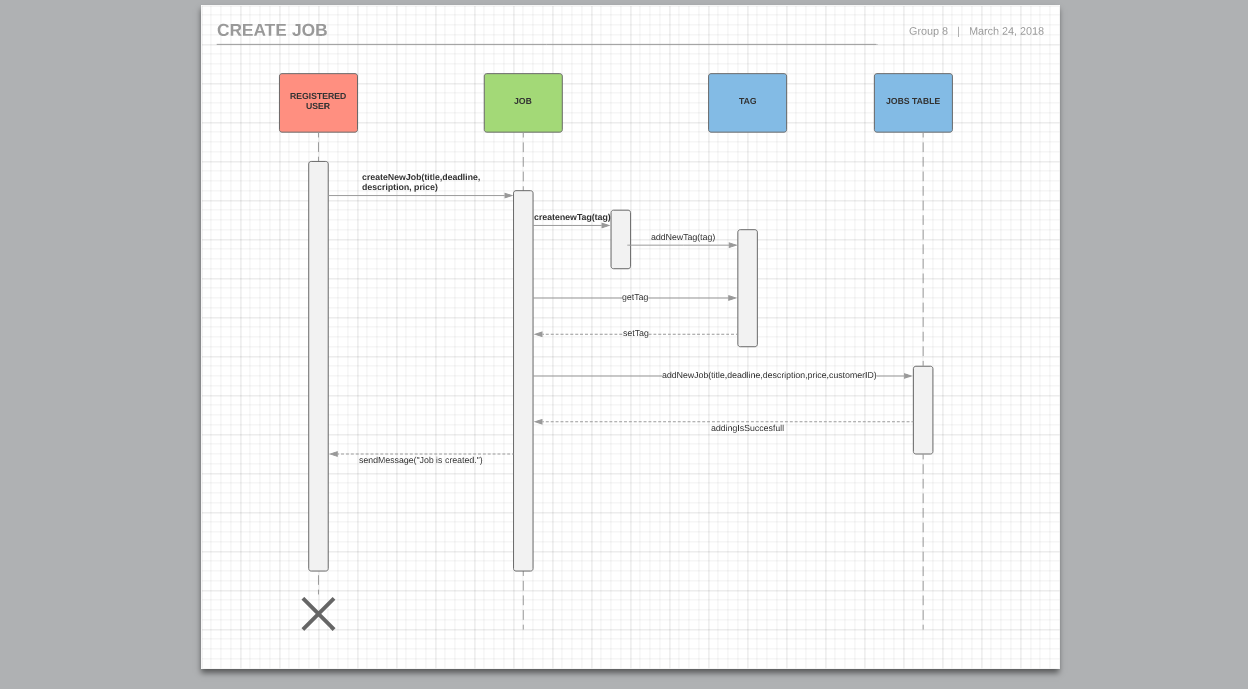 CREATE JOB
Group 8 | March 24, 2018
REGISTERED
USER
JOB
TAG
JOBS TABLE
createNewJob(title,deadline,
description, price)
createnewTag(tag)
addNewTag(tag)
getTag
setTag
addNewJob(title,deadline,description,price,customerID)
addingIsSuccesfull
sendMessage("Job is created.")